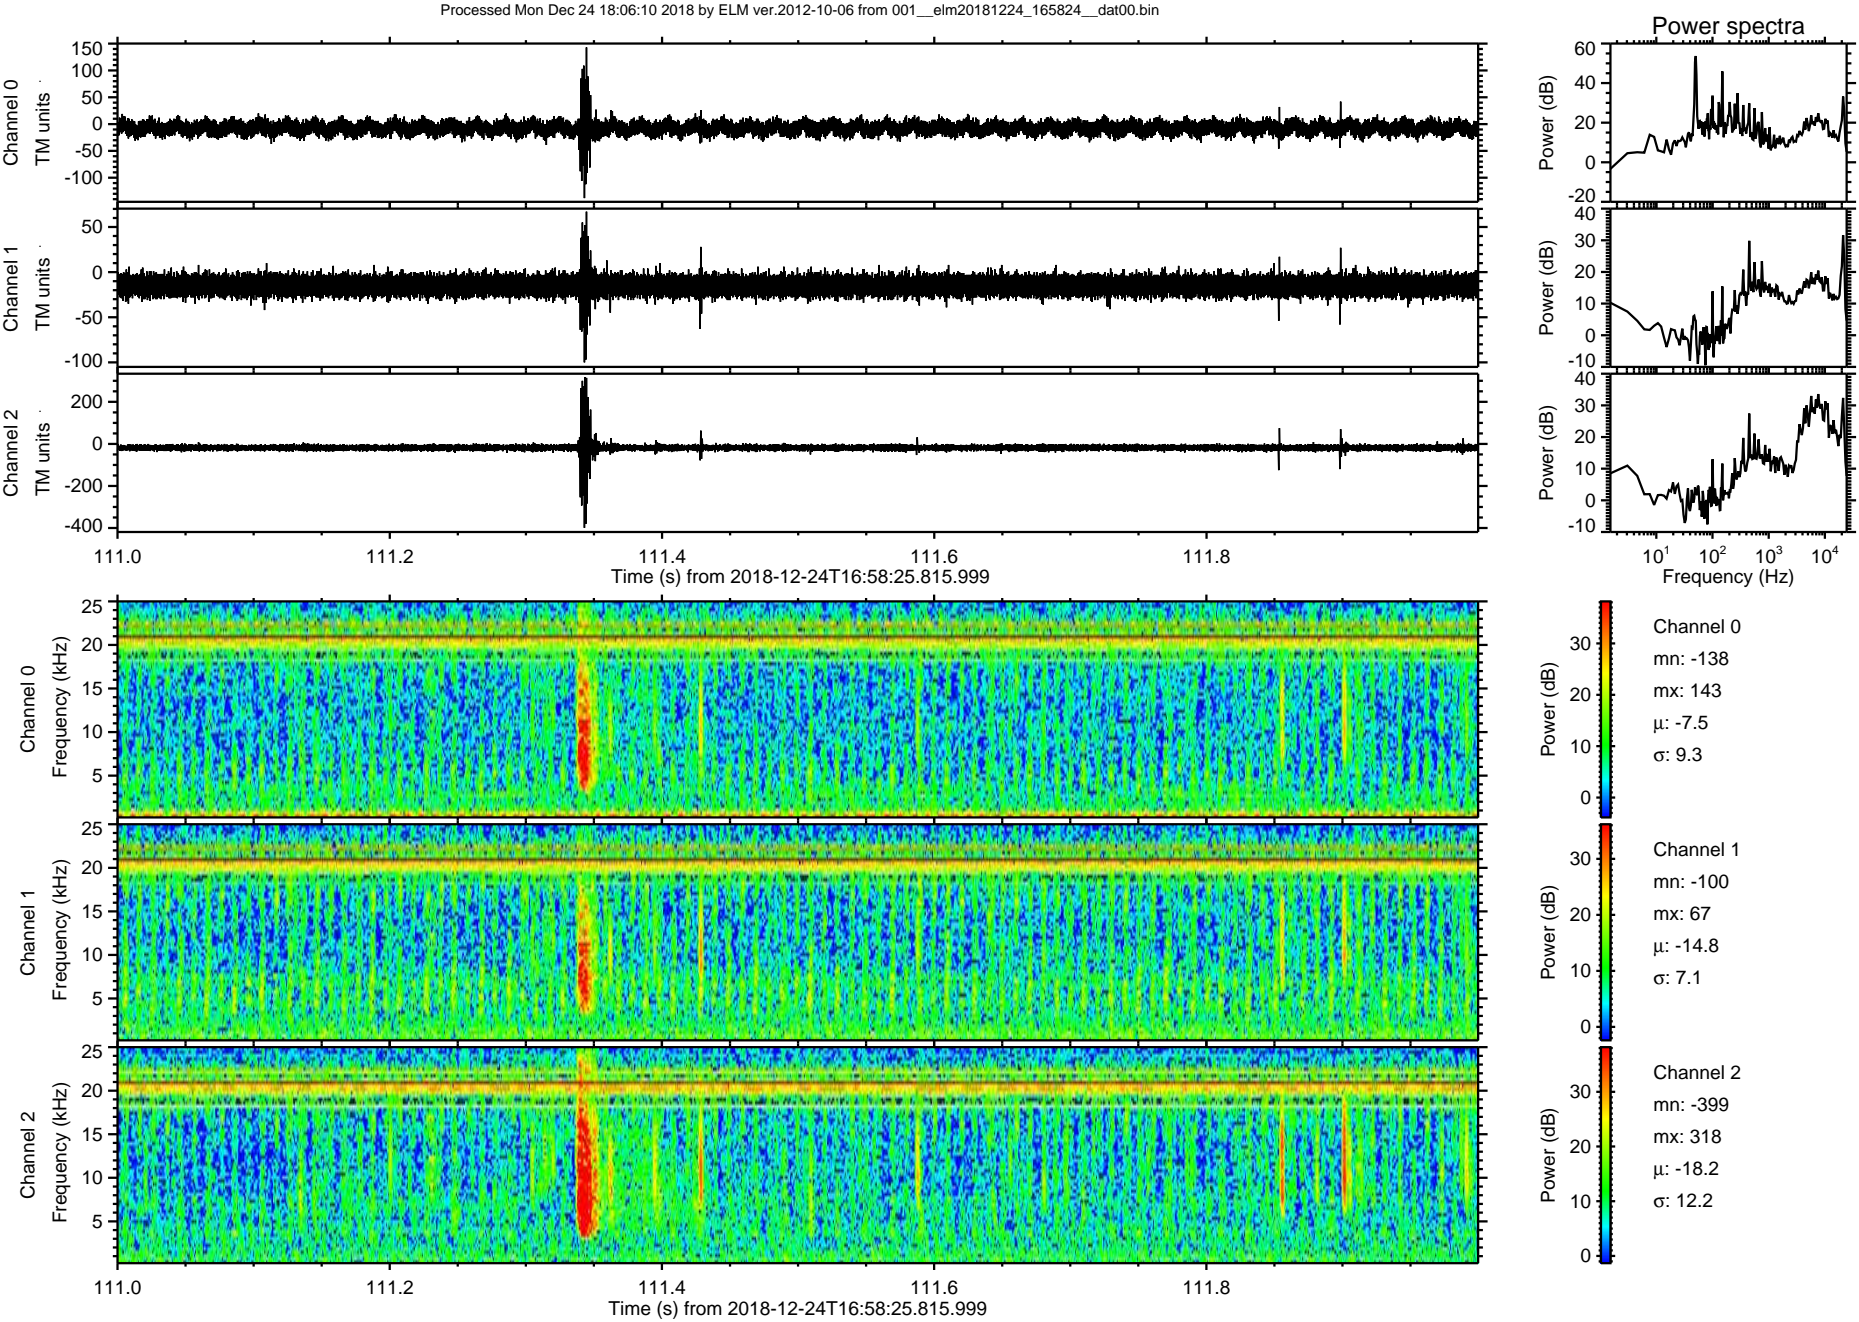 Processed Mon Dec 24 18:06:10 2018 by ELM ver.2012-10-06 from 001__elm20181224_165824__dat00.bin
Power spectra
Channel 0
TM units
150
100
50
0
-50
-100
Power (dB)
60
40
20
0
-20
Channel 1
TM units
50
0
-50
-100
Power (dB)
40
30
20
10
0
-10
Channel 2
TM units
200
0
-200
-400
Power (dB)
40
30
20
10
0
-10
111.0 111.2 111.4 111.6 111.8
Time (s) from 2018-12-24T16:58:25.815.999
10¹ 10² 10³ 10⁴
Frequency (Hz)
Channel 0
Frequency (kHz)
25
20
15
10
5
Power (dB)
30
20
10
0
Channel 0
mn: -138
mx: 143
μ: -7.5
σ: 9.3
Channel 1
Frequency (kHz)
25
20
15
10
5
Power (dB)
30
20
10
0
Channel 1
mn: -100
mx: 67
μ: -14.8
σ: 7.1
Channel 2
Frequency (kHz)
25
20
15
10
5
Power (dB)
30
20
10
0
Channel 2
mn: -399
mx: 318
μ: -18.2
σ: 12.2
111.0 111.2 111.4 111.6 111.8
Time (s) from 2018-12-24T16:58:25.815.999